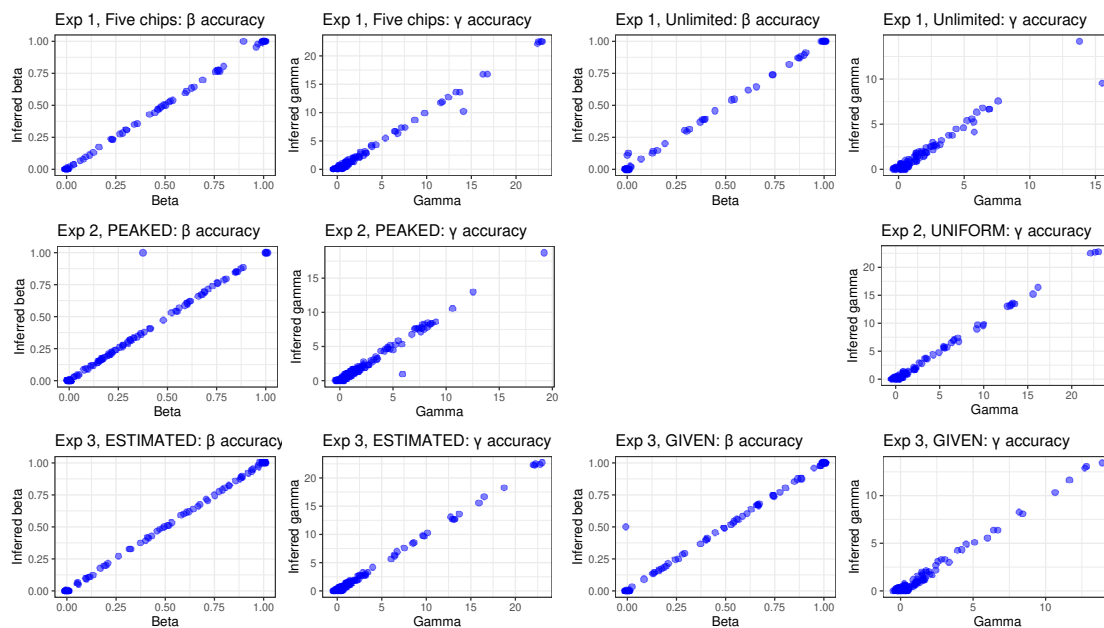 Exp 1, Five chips: β accuracy
Inferred beta
1.00
0.75
0.50
0.25
0.00
0.00 0.25 0.50 0.75 1.00
Beta
Exp 1, Five chips: γ accuracy
Inferred gamma
20
15
10
5
0
0 5 10 15 20
Gamma
Exp 1, Unlimited: β accuracy
Inferred beta
1.00
0.75
0.50
0.25
0.00
0.00 0.25 0.50 0.75 1.00
Beta
Exp 1, Unlimited: γ accuracy
Inferred gamma
10
5
0
0 5 10 15
Gamma
Exp 2, PEAKED: β accuracy
Inferred beta
1.00
0.75
0.50
0.25
0.00
0.00 0.25 0.50 0.75 1.00
Beta
Exp 2, PEAKED: γ accuracy
Inferred gamma
15
10
5
0
0 5 10 15 20
Gamma
Exp 2, UNIFORM: γ accuracy
Inferred gamma
20
15
10
5
0
0 5 10 15 20
Gamma
Exp 3, ESTIMATED: β accuracy
Inferred beta
1.00
0.75
0.50
0.25
0.00
0.00 0.25 0.50 0.75 1.00
Beta
Exp 3, ESTIMATED: γ accuracy
Inferred gamma
20
15
10
5
0
0 5 10 15 20
Gamma
Exp 3, GIVEN: β accuracy
Inferred beta
1.00
0.75
0.50
0.25
0.00
0.00 0.25 0.50 0.75 1.00
Beta
Exp 3, GIVEN: γ accuracy
Inferred gamma
10
5
0
0 5 10
Gamma